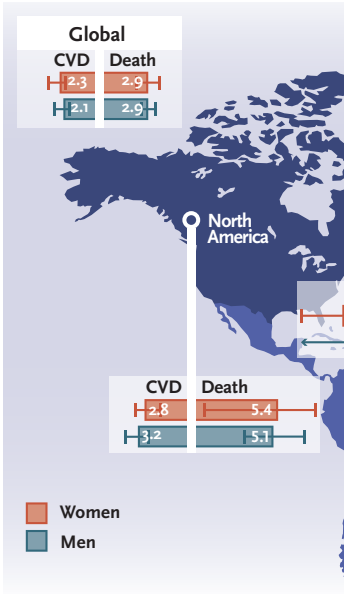 Global
CVD Death
2.3 2.9
2.1 2.9
North
America
CVD Death
2.8 5.4
3.2 5.1
Women
Men